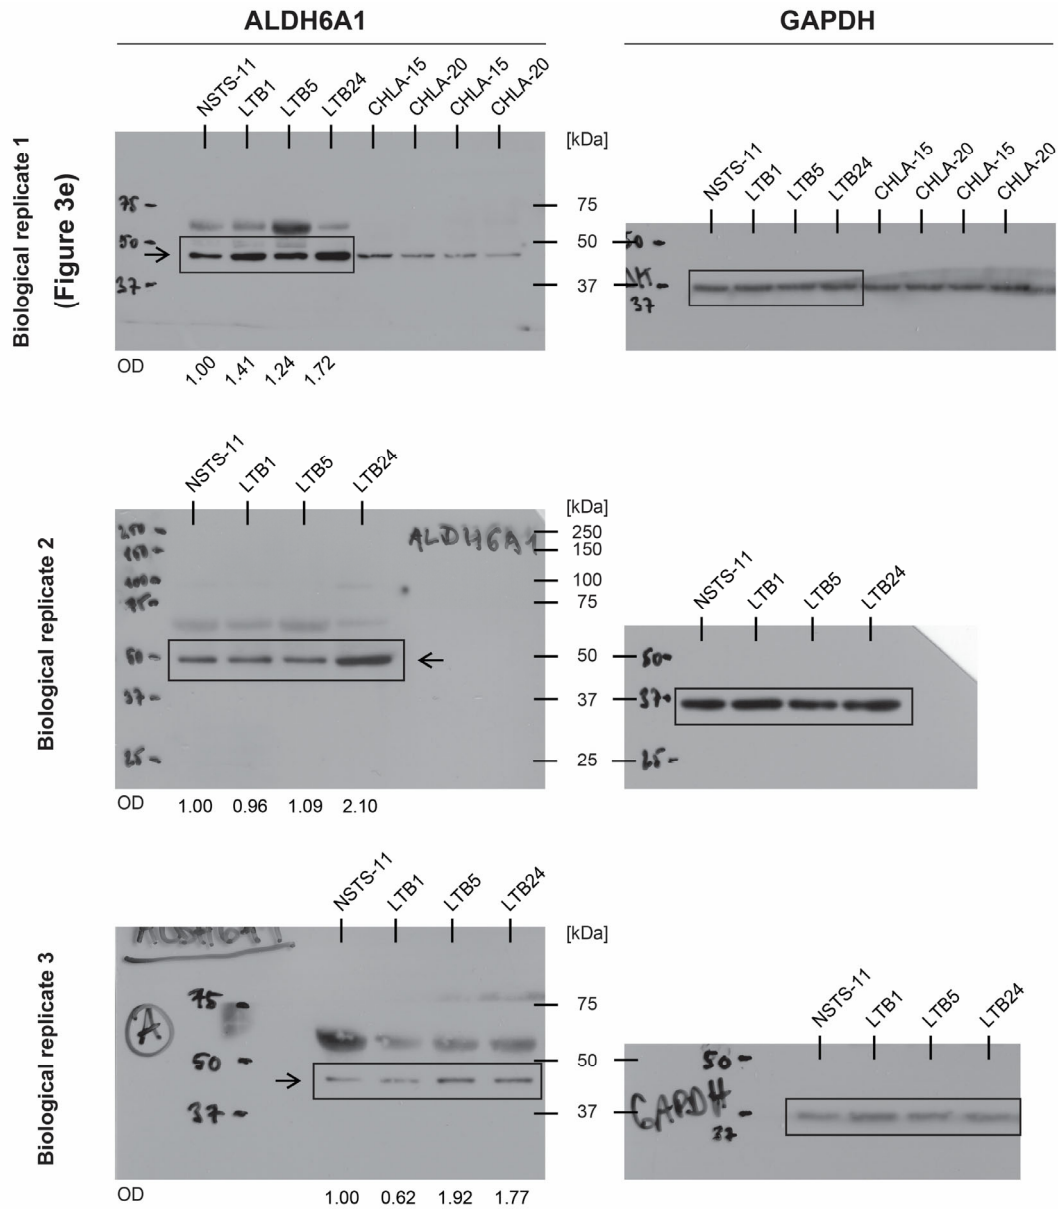 ALDH6A1
GAPDH
Biological replicate 1
(Figure 3e)
NSTS-11 LTB1 LTB5 LTB24 CHLA-15 CHLA-20 CHLA-15 CHLA-20
[kDa]
75 -
50 -
37 -
75
50
37
NSTS-11 LTB1 LTB5 LTB24 CHLA-15 CHLA-20 CHLA-15 CHLA-20
50 -
37
OD 1.00 1.41 1.24 1.72
Biological replicate 2
NSTS-11 LTB1 LTB5 LTB24
[kDa]
ALDH6A1
250 -
150 -
100 -
75 -
50 -
37 -
25 -
250
150
100
75
50
37
25
NSTS-11 LTB1 LTB5 LTB24
50 -
37 -
25 -
OD 1.00 0.96 1.09 2.10
Biological replicate 3
NSTS-11 LTB1 LTB5 LTB24
[kDa]
ALDH6A1
A
75 -
50 -
37 -
75
50
37
NSTS-11 LTB1 LTB5 LTB24
50 -
GAPDH
37
OD 1.00 0.62 1.92 1.77